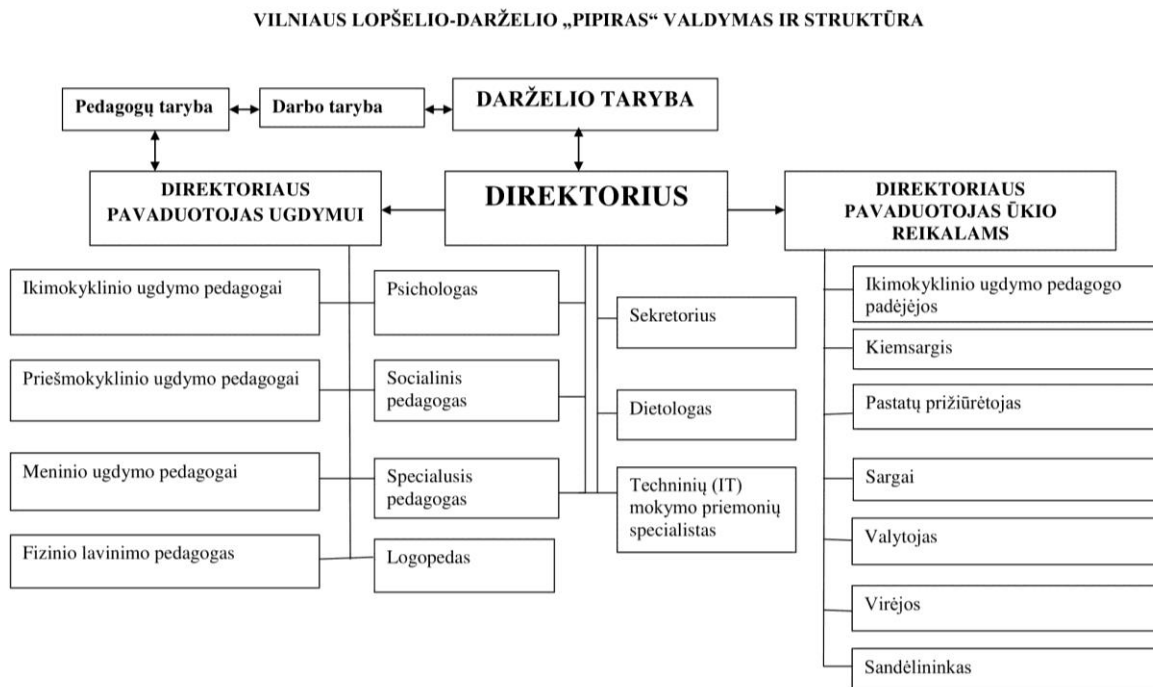 VILNIAUS LOPŠELIO-DARŽELIO „PIPIRAS“ VALDYMAS IR STRUKTŪRA
Pedagogų taryba
Darbo taryba
DARŽELIO TARYBA
DIREKTORIAUS
PAVADUOTOJAS UGDYMUI
DIREKTORIUS
DIREKTORIAUS
PAVADUOTOJAS ŪKIO
REIKALAMS
Ikimokyklinio ugdymo pedagogai
Priešmokyklinio ugdymo pedagogai
Meninio ugdymo pedagogai
Fizinio lavinimo pedagogas
Psichologas
Socialinis
pedagogas
Specialusis
pedagogas
Logopedas
Sekretorius
Dietologas
Techninių (IT)
mokymo priemonių
specialistas
Ikimokyklinio ugdymo pedagogo
padėjėjos
Kiemsargis
Pastatų prižiūrėtojas
Sargai
Valytojas
Virėjos
Sandėlininkas